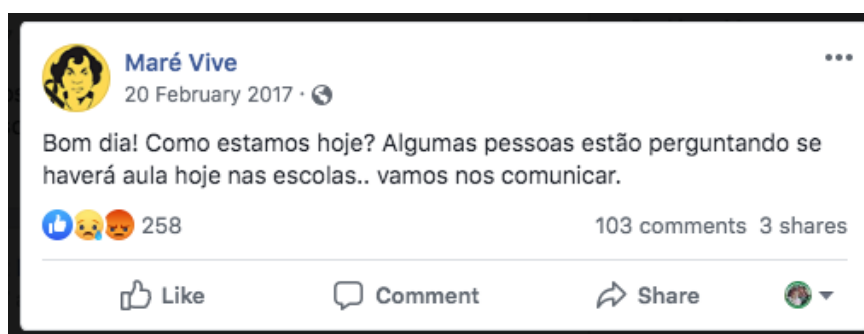 Maré Vive
20 February 2017 ·
Bom dia! Como estamos hoje? Algumas pessoas estão perguntando se
haverá aula hoje nas escolas.. vamos nos comunicar.
258 103 comments 3 shares
Like Comment Share